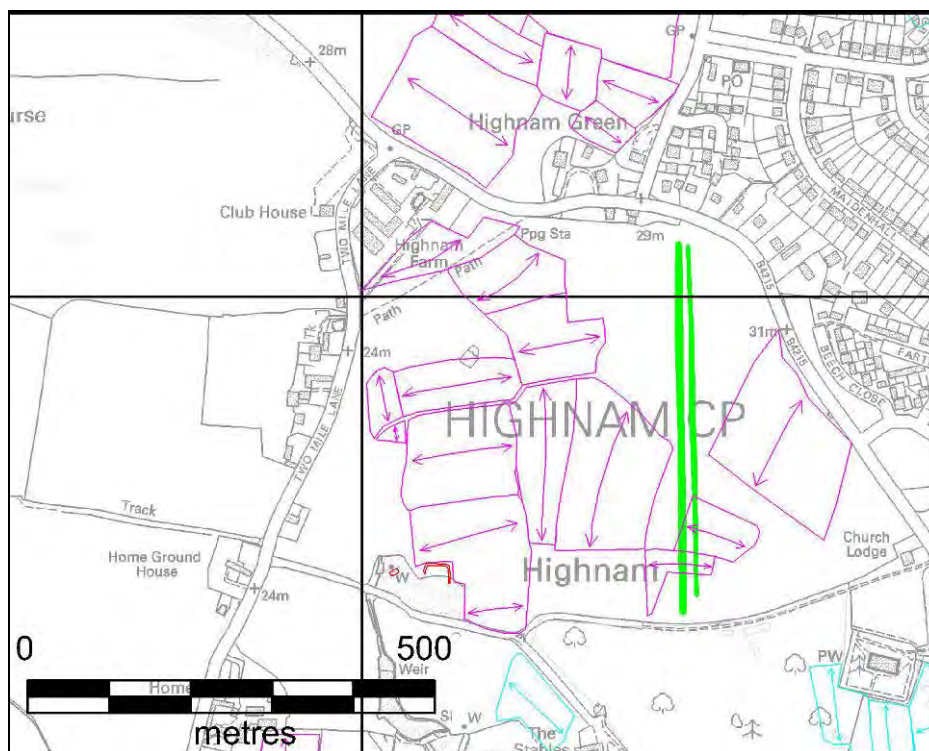 28m
GP
PO
urse
Highnam Green
GP
MAIDENHALL
Club House
TWO MILE LANE
Highnam
Farm
Ppg Sta
29m
Path
B4215
Path
31m
B4215
24m
FART
BEECH CLOSE
HIGHNAM CP
TWO MILE LANE
Track
Church
Lodge
Home Ground
House
W
Highnam
24m
0
500
Weir
PW
Home
metres
W
The
Stables